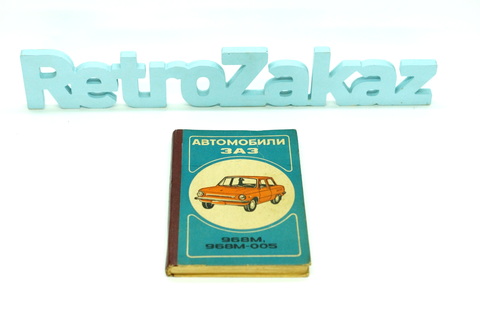 RetroZakaz
АВТОМОБИЛИ
ЗАЗ
968М,
968М-005